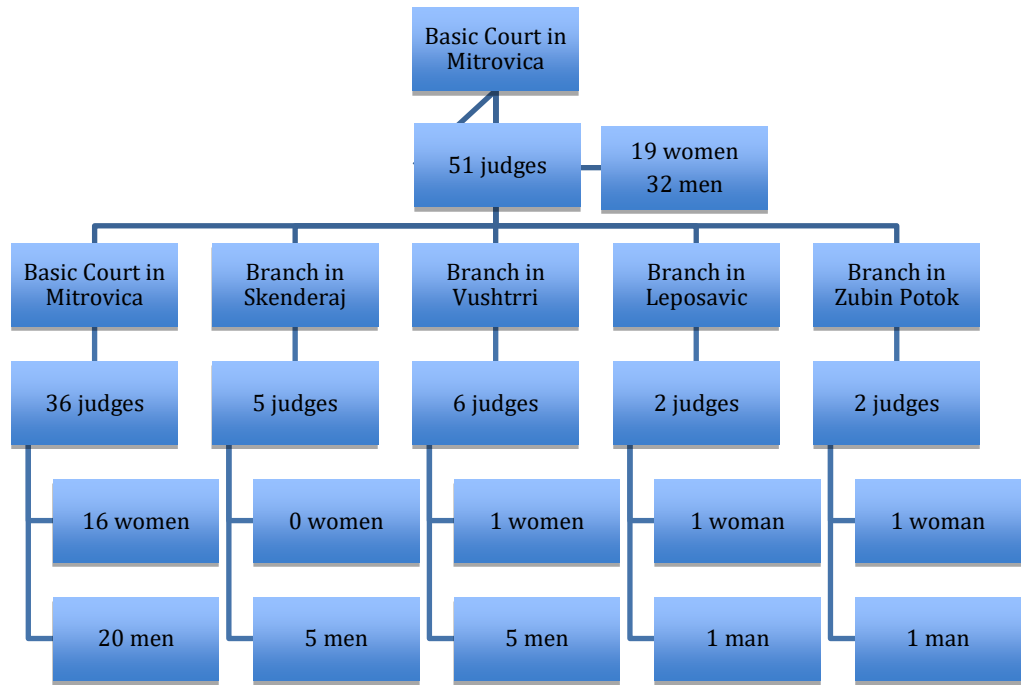 Basic Court in
Mitrovica
51 judges
19 women
32 men
Basic Court in
Mitrovica
Branch in
Skenderaj
Branch in
Vushtrri
Branch in
Leposavic
Branch in
Zubin Potok
36 judges
5 judges
6 judges
2 judges
2 judges
16 women
0 women
1 women
1 woman
1 woman
20 men
5 men
5 men
1 man
1 man